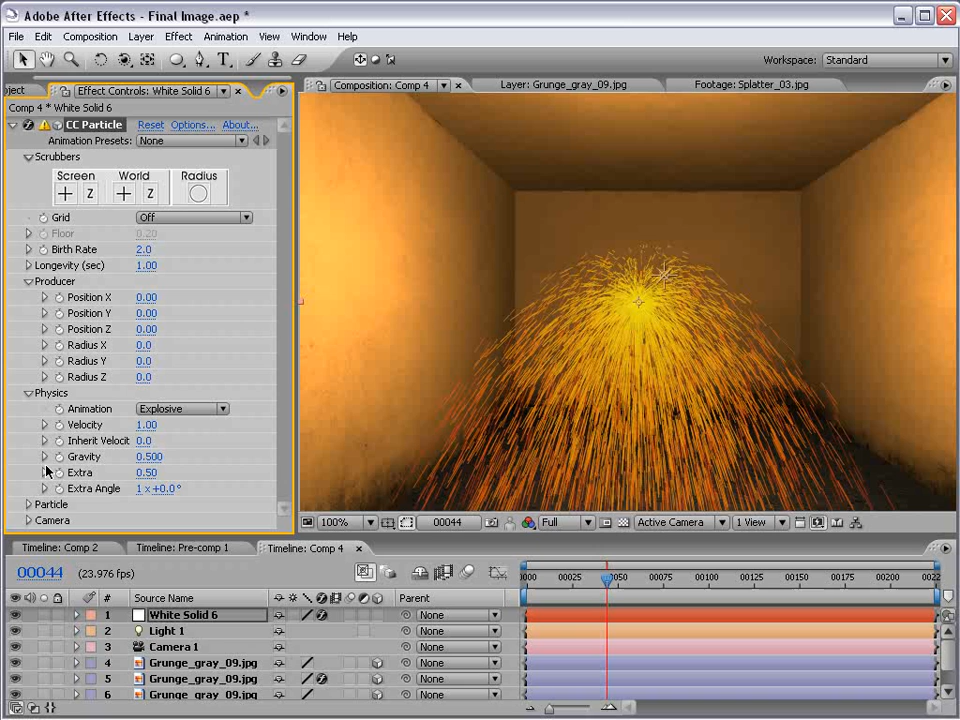 Adobe After Effects - Final Image.aep *
File Edit Composition Layer Effect Animation View Window Help
Workspace: Standard
ject Effect Controls: White Solid 6
Composition: Comp 4 Layer: Grunge_gray_09.jpg Footage: Splatter_03.jpg
Comp 4 * White Solid 6
CC Particle Reset Options... About...
Animation Presets: None
Scrubbers
Screen World Radius
Z Z
Grid Off
Floor 0.20
Birth Rate 2.0
Longevity (sec) 1.00
Producer
Position X 0.00
Position Y 0.00
Position Z 0.00
Radius X 0.0
Radius Y 0.0
Radius Z 0.0
Physics
Animation Explosive
Velocity 1.00
Inherit Velocit 0.0
Gravity 0.500
Extra 0.50
Extra Angle 1 x+0.0°
Particle
Camera
100% 00044 Full Active Camera 1 View
Timeline: Comp 2 Timeline: Pre-comp 1 Timeline: Comp 4
00044 (23.976 fps)
0000 00025 00050 00075 00100 00125 00150 00175 00200 0022
# Source Name Parent
1 White Solid 6 None
2 Light 1 None
3 Camera 1 None
4 Grunge_gray_09.jpg None
5 Grunge_gray_09.jpg None
6 Grunge_gray_09.jpg None